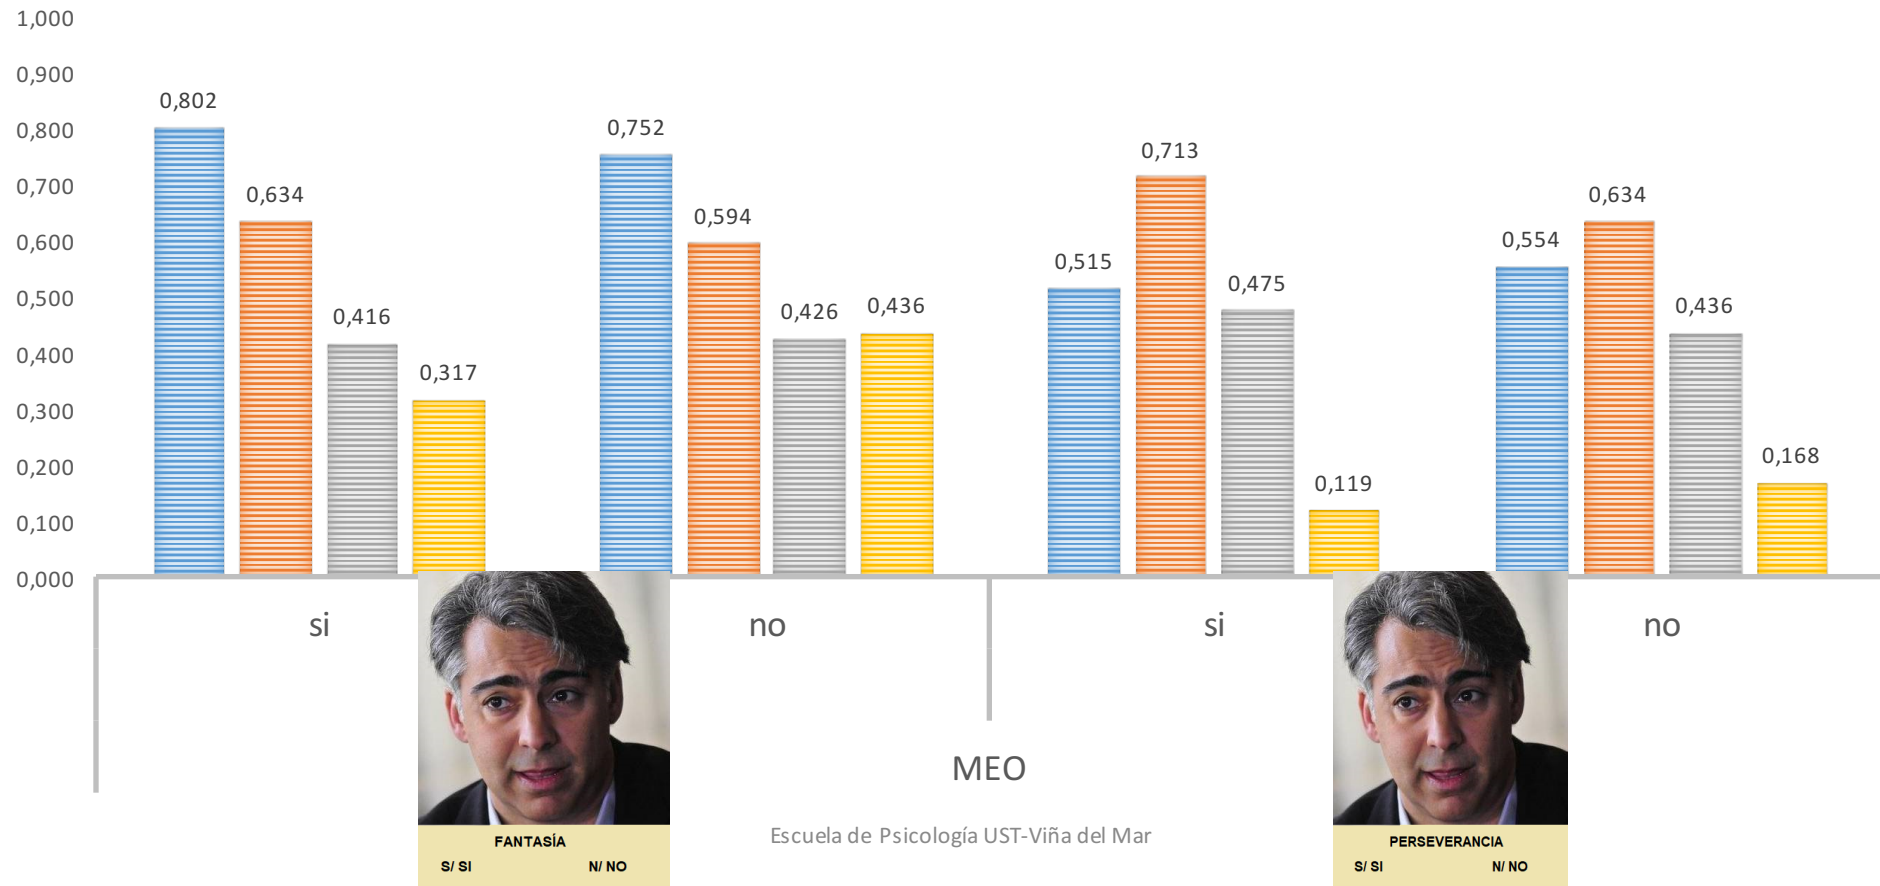 1,000
0,900
0,800
0,700
0,600
0,500
0,400
0,300
0,200
0,100
0,000
0,802
0,634
0,416
0,317
0,752
0,594
0,426
0,436
0,515
0,713
0,475
0,119
0,554
0,634
0,436
0,168
si
no
si
no
MEO
FANTASÍA
S/ SI N/ NO
Escuela de Psicología UST-Viña del Mar
PERSEVERANCIA
S/ SI N/ NO